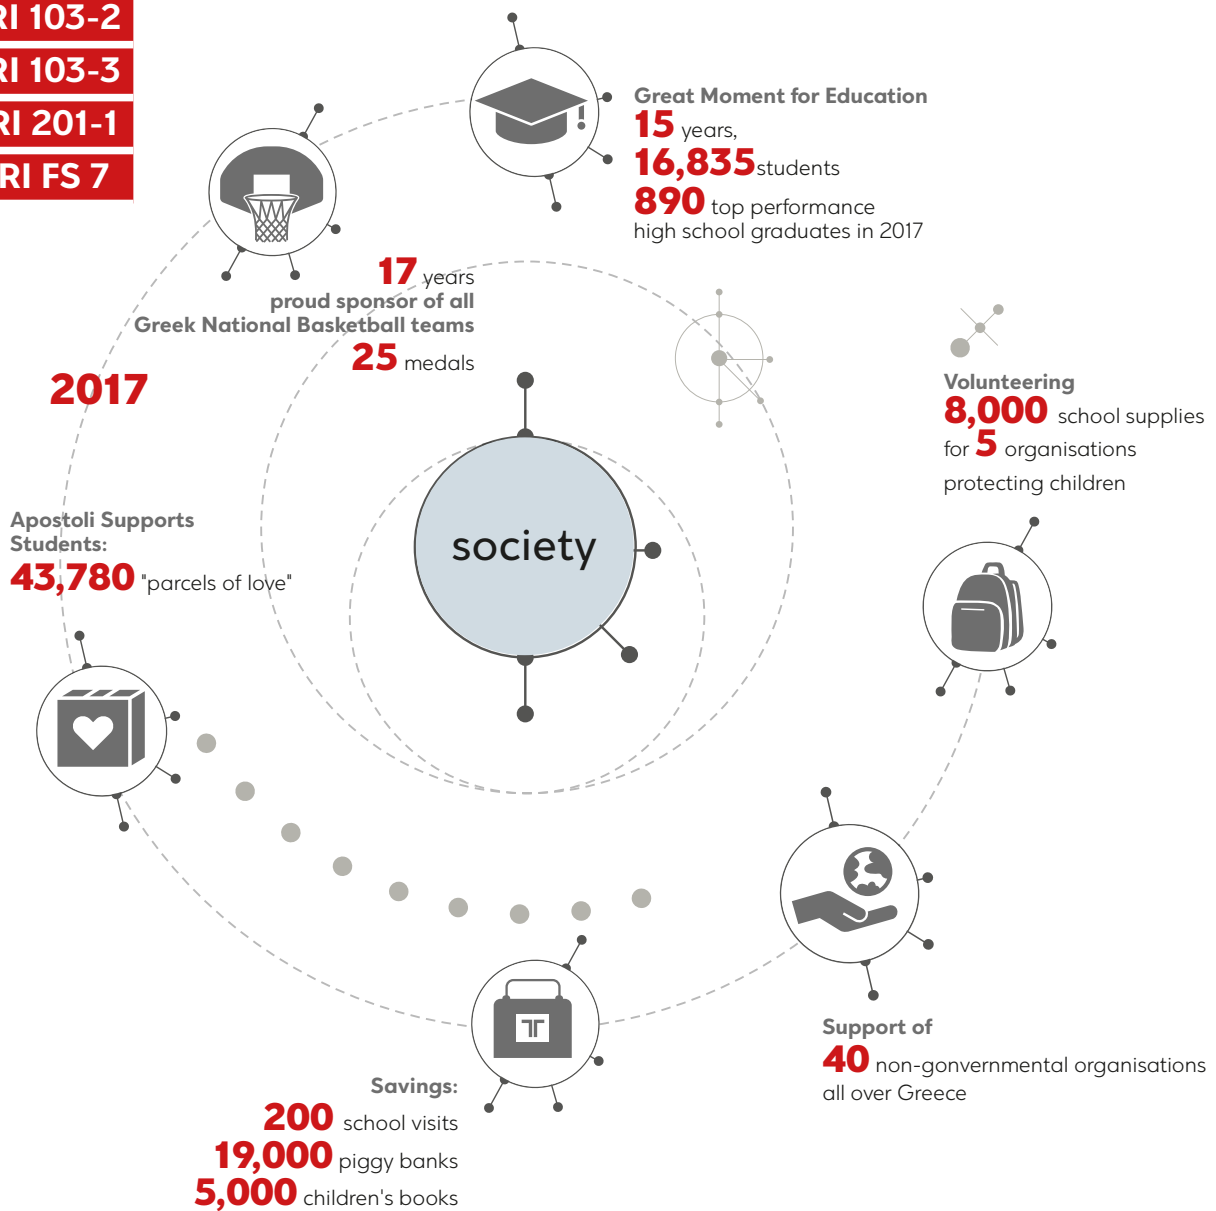 RI 103-2
RI 103-3
RI 201-1
RI FS 7
Great Moment for Education
15 years,
16,835 students
890 top performance
high school graduates in 2017
17 years
proud sponsor of all
Greek National Basketball teams
25 medals
2017
Volunteering
8,000 school supplies
for 5 organisations
protecting children
Apostoli Supports
Students:
43,780 "parcels of love"
society
Support of
40 non-gonvernmental organisations
all over Greece
Savings:
200 school visits
19,000 piggy banks
5,000 children's books